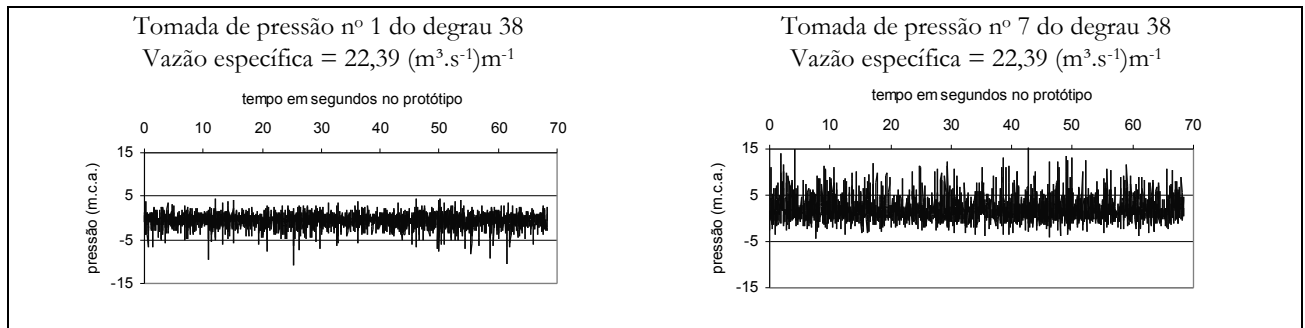 Tomada de pressão nº 1 do degrau 38
Vazão específica = 22,39 (m³.s⁻¹)m⁻¹
tempo em segundos no protótipo
0 10 20 30 40 50 60 70
15
5
-5
-15
pressão (m.c.a.)
Tomada de pressão nº 7 do degrau 38
Vazão específica = 22,39 (m³.s⁻¹)m⁻¹
tempo em segundos no protótipo
0 10 20 30 40 50 60 70
15
5
-5
-15
pressão (m.c.a.)